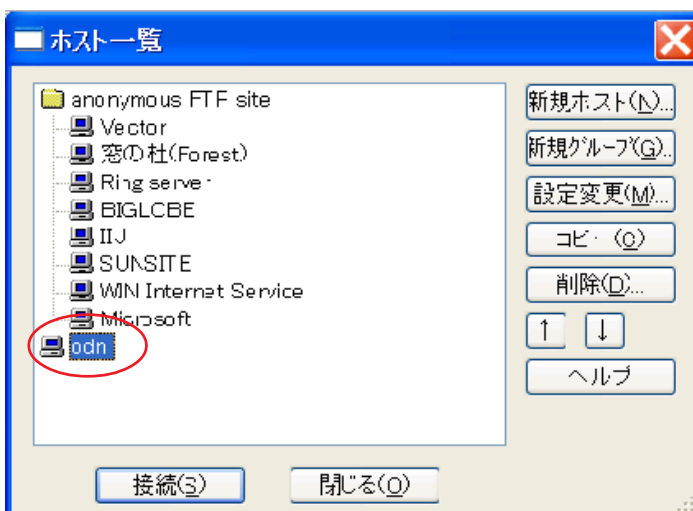 ホスト一覧
anonymous FTF site
Vector
窓の杜(Forest)
Ring server
BIGLCBE
IIJ
SUNSITE
WIN Internet Service
Microsoft
odn
新規ホスト(N)...
新規グループ(G)..
設定変更(M)...
コピー(C)
削除(D)...
↑ ↓
ヘルプ
接続(S)
閉じる(O)